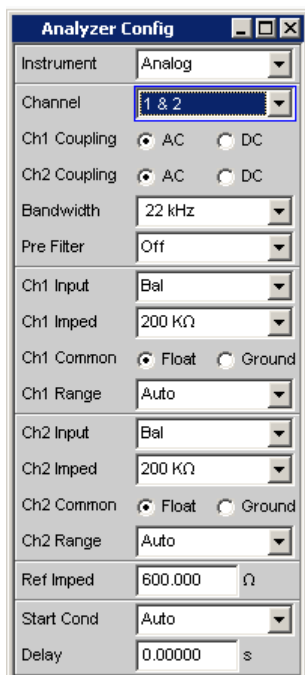 Analyzer Config
Instrument Analog
Channel 1 & 2
Ch1 Coupling AC DC
Ch2 Coupling AC DC
Bandwidth 22 kHz
Pre Filter Off
Ch1 Input Bal
Ch1 Imped 200 KΩ
Ch1 Common Float Ground
Ch1 Range Auto
Ch2 Input Bal
Ch2 Imped 200 KΩ
Ch2 Common Float Ground
Ch2 Range Auto
Ref Imped 600.000 Ω
Start Cond Auto
Delay 0.00000 s